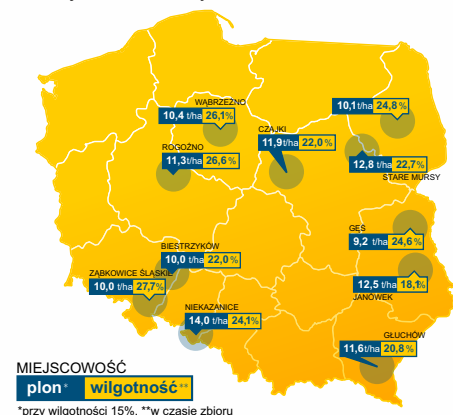 WĄBRZEŹNO
10,4 t/ha 26,1%
10,1 t/ha 24,8%
CZAJKI
11,9 t/ha 22,0%
ROGOŹNO
11,3 t/ha 26,6%
12,8 t/ha 22,7%
STARE MURSY
GĘŚ
9,2 t/ha 24,6%
BIESTRZYKÓW
10,0 t/ha 22,0%
ZĄBKOWICE ŚLĄSKIE
10,0 t/ha 27,7%
12,5 t/ha 18,1%
JANÓWEK
NIEKAZANICE
14,0 t/ha 24,1%
GŁUCHÓW
11,6 t/ha 20,8%
MIEJSCOWOŚĆ
plon* wilgotność**
*przy wilgotności 15%, **w czasie zbioru